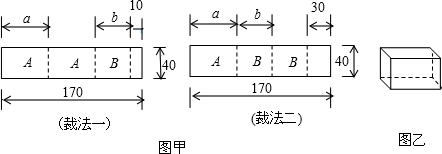 a b 10
A A B 40
170
(裁法一)
a b 30
A B B 40
170
(裁法二)
图甲
图乙